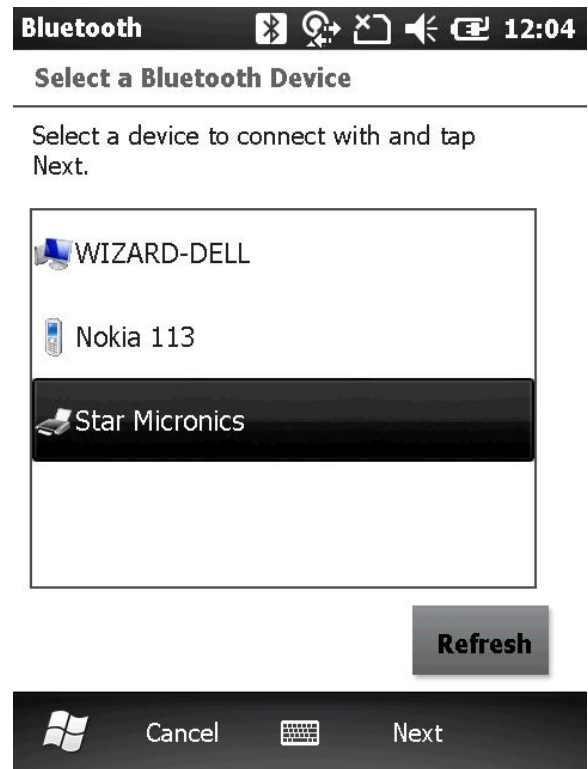 Bluetooth 12:04
Select a Bluetooth Device
Select a device to connect with and tap
Next.
WIZARD-DELL
Nokia 113
Star Micronics
Refresh
Cancel Next